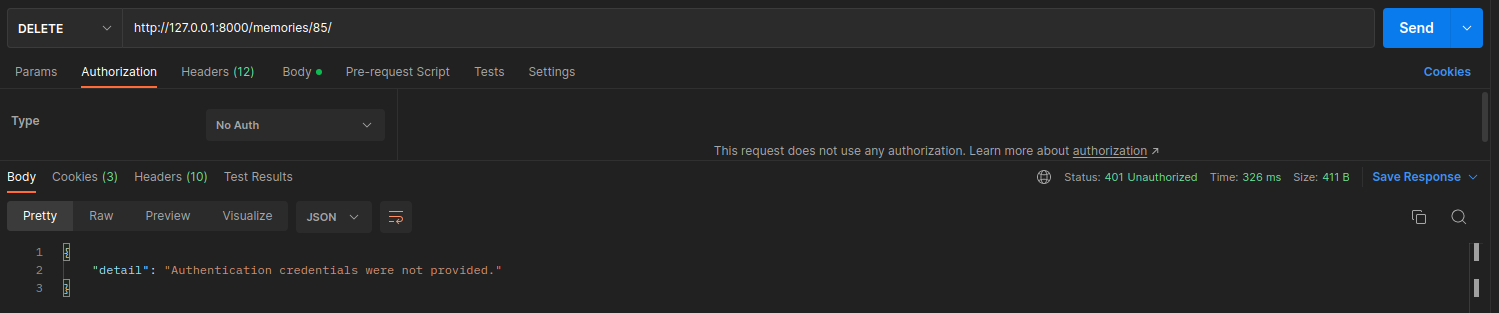 DELETE http://127.0.0.1:8000/memories/85/ Send
Params Authorization Headers (12) Body Pre-request Script Tests Settings Cookies
Type No Auth
This request does not use any authorization. Learn more about authorization ↗
Body Cookies (3) Headers (10) Test Results Status: 401 Unauthorized Time: 326 ms Size: 411 B Save Response
Pretty Raw Preview Visualize JSON
1 {
2 "detail": "Authentication credentials were not provided."
3 }